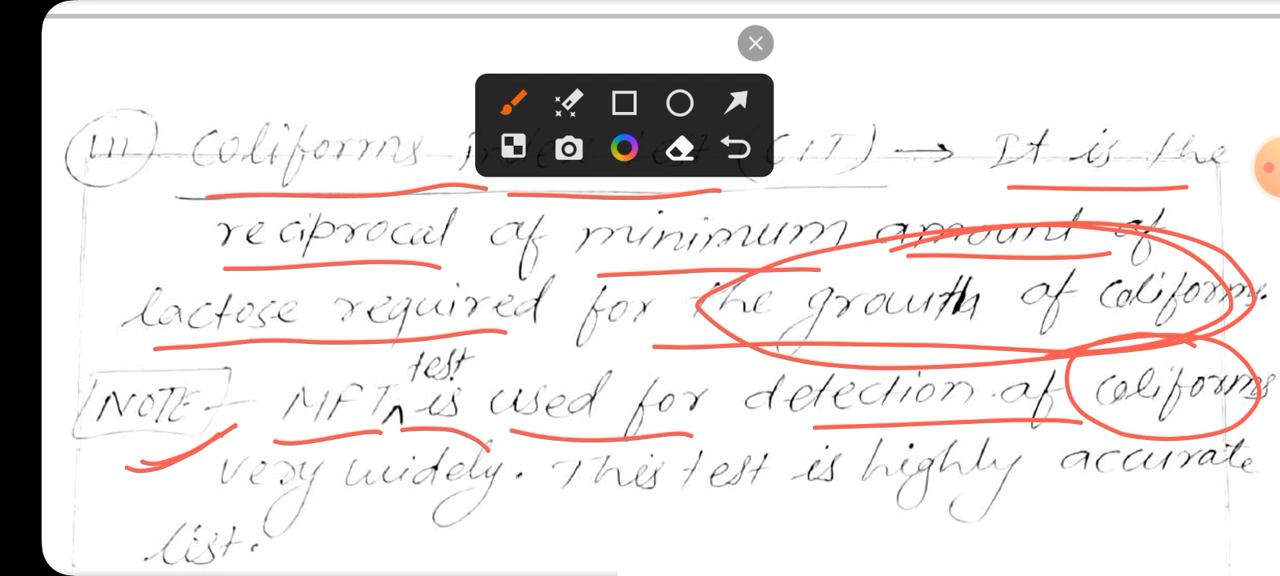 (III) Coliforms (CIT) → It is the
reciprocal of minimum amount of
lactose required for the growth of coliforms.
NOTE - MFT test is used for detection of coliforms
very widely. This test is highly accurate
list.